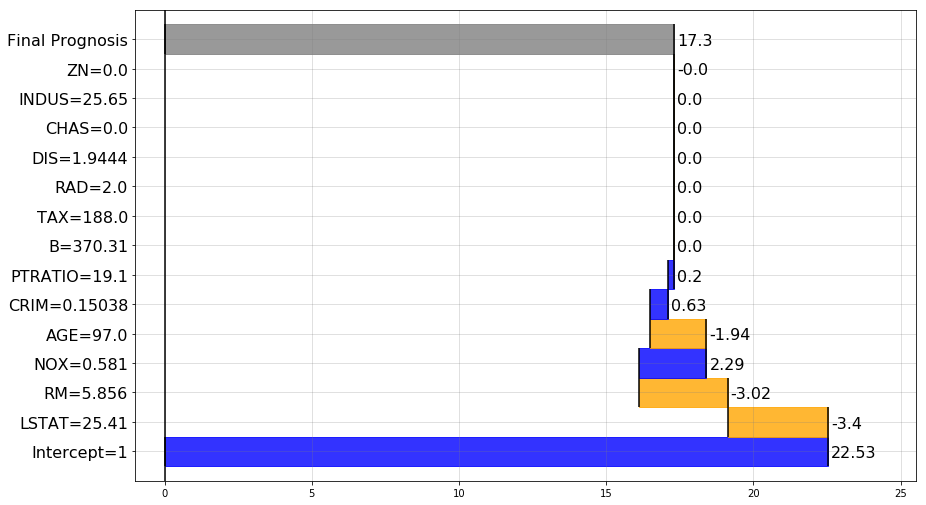 Final Prognosis 17.3
ZN=0.0 -0.0
INDUS=25.65 0.0
CHAS=0.0 0.0
DIS=1.9444 0.0
RAD=2.0 0.0
TAX=188.0 0.0
B=370.31 0.0
PTRATIO=19.1 0.2
CRIM=0.15038 0.63
AGE=97.0 -1.94
NOX=0.581 2.29
RM=5.856 -3.02
LSTAT=25.41 -3.4
Intercept=1 22.53
0 5 10 15 20 25